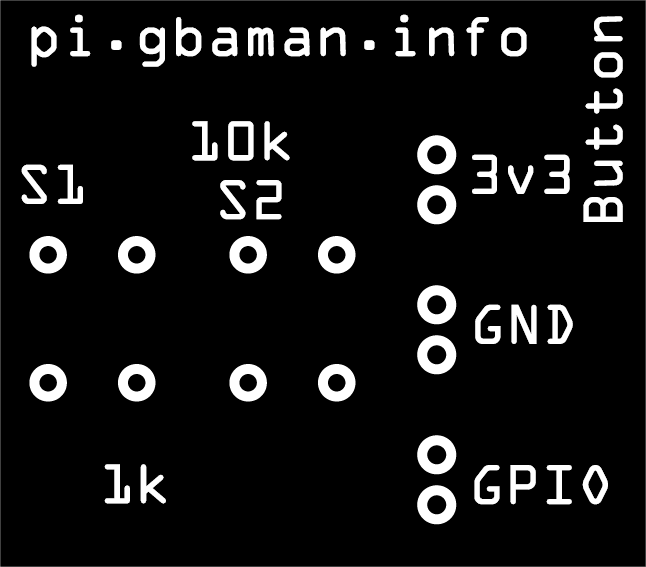 pi.gbaman.info
Button
10k
S1
S2
3v3
GND
1k
GPIO